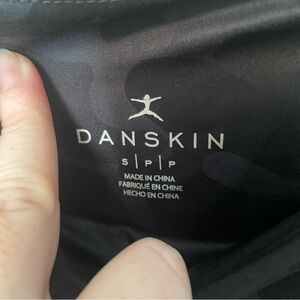 DANSKIN
S | P | P
MADE IN CHINA
FABRIQUÉ EN CHINE
HECHO EN CHINA